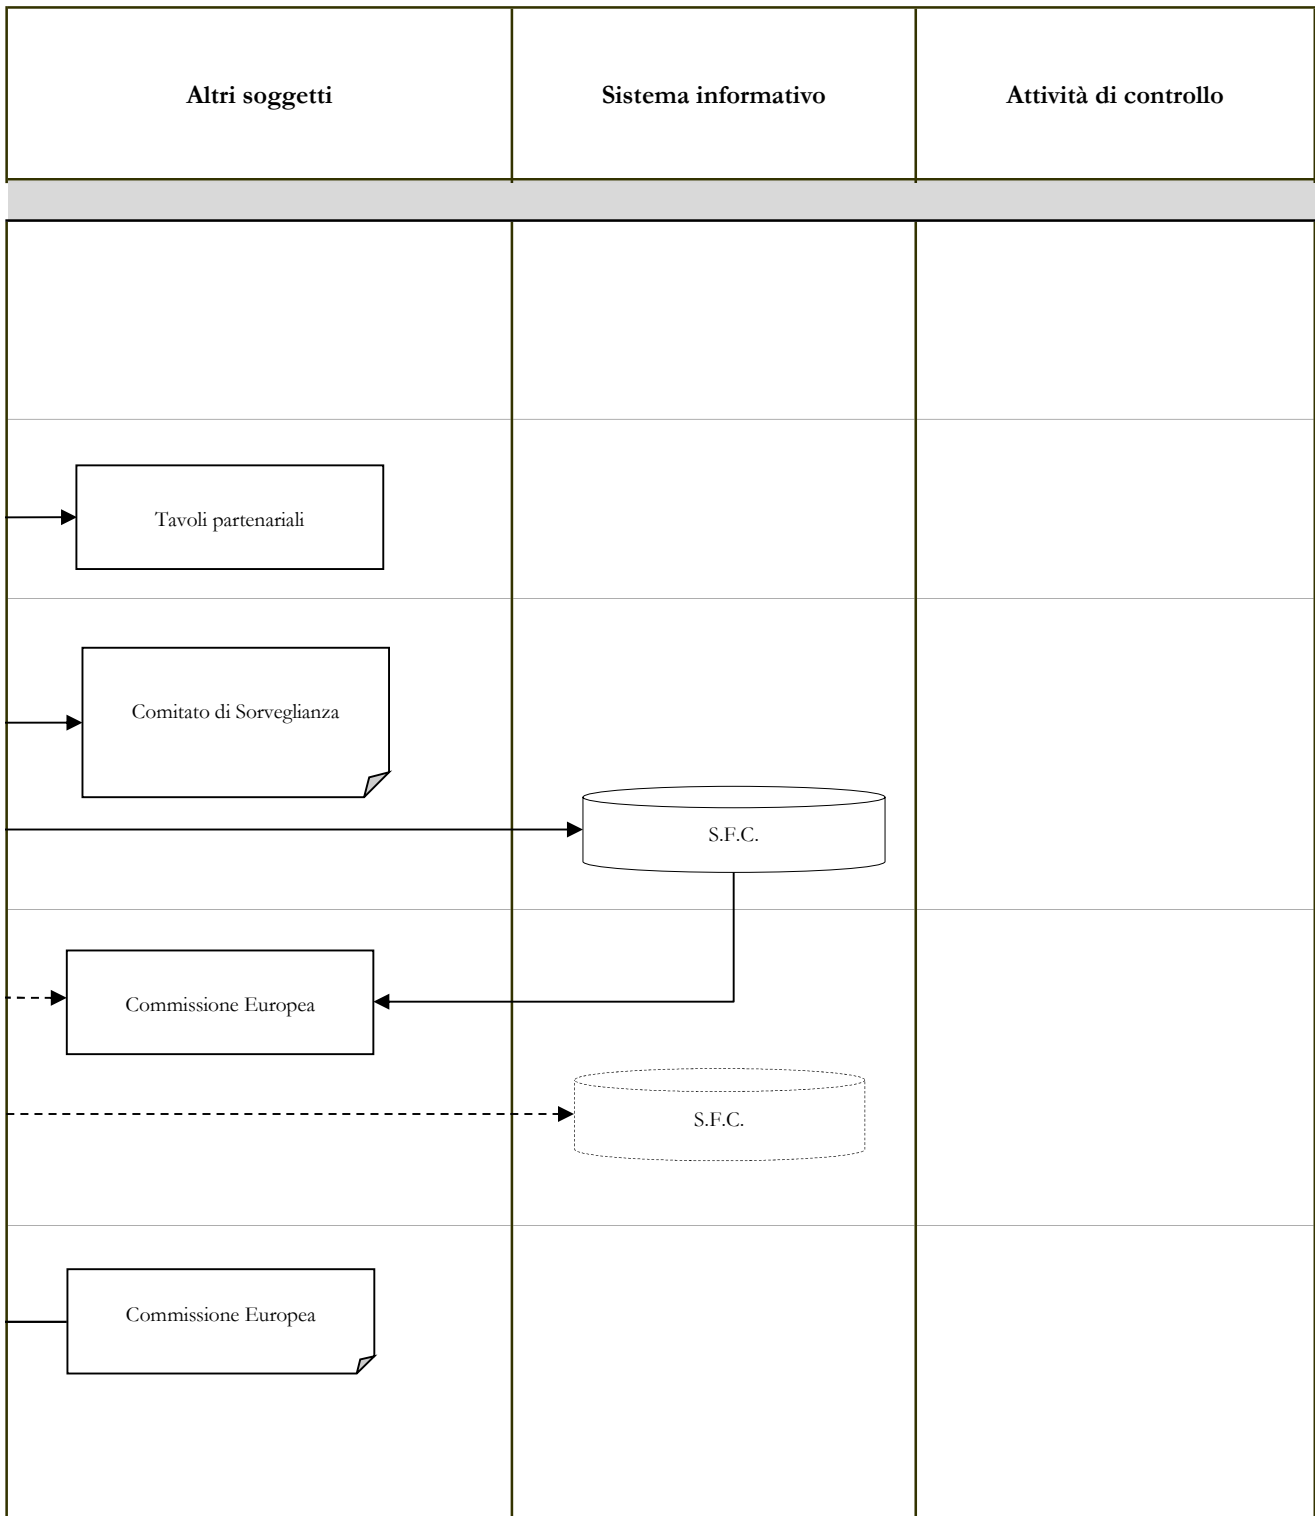 Altri soggetti
Sistema informativo
Attività di controllo
Tavoli partenariali
Comitato di Sorveglianza
S.F.C.
Commissione Europea
S.F.C.
Commissione Europea